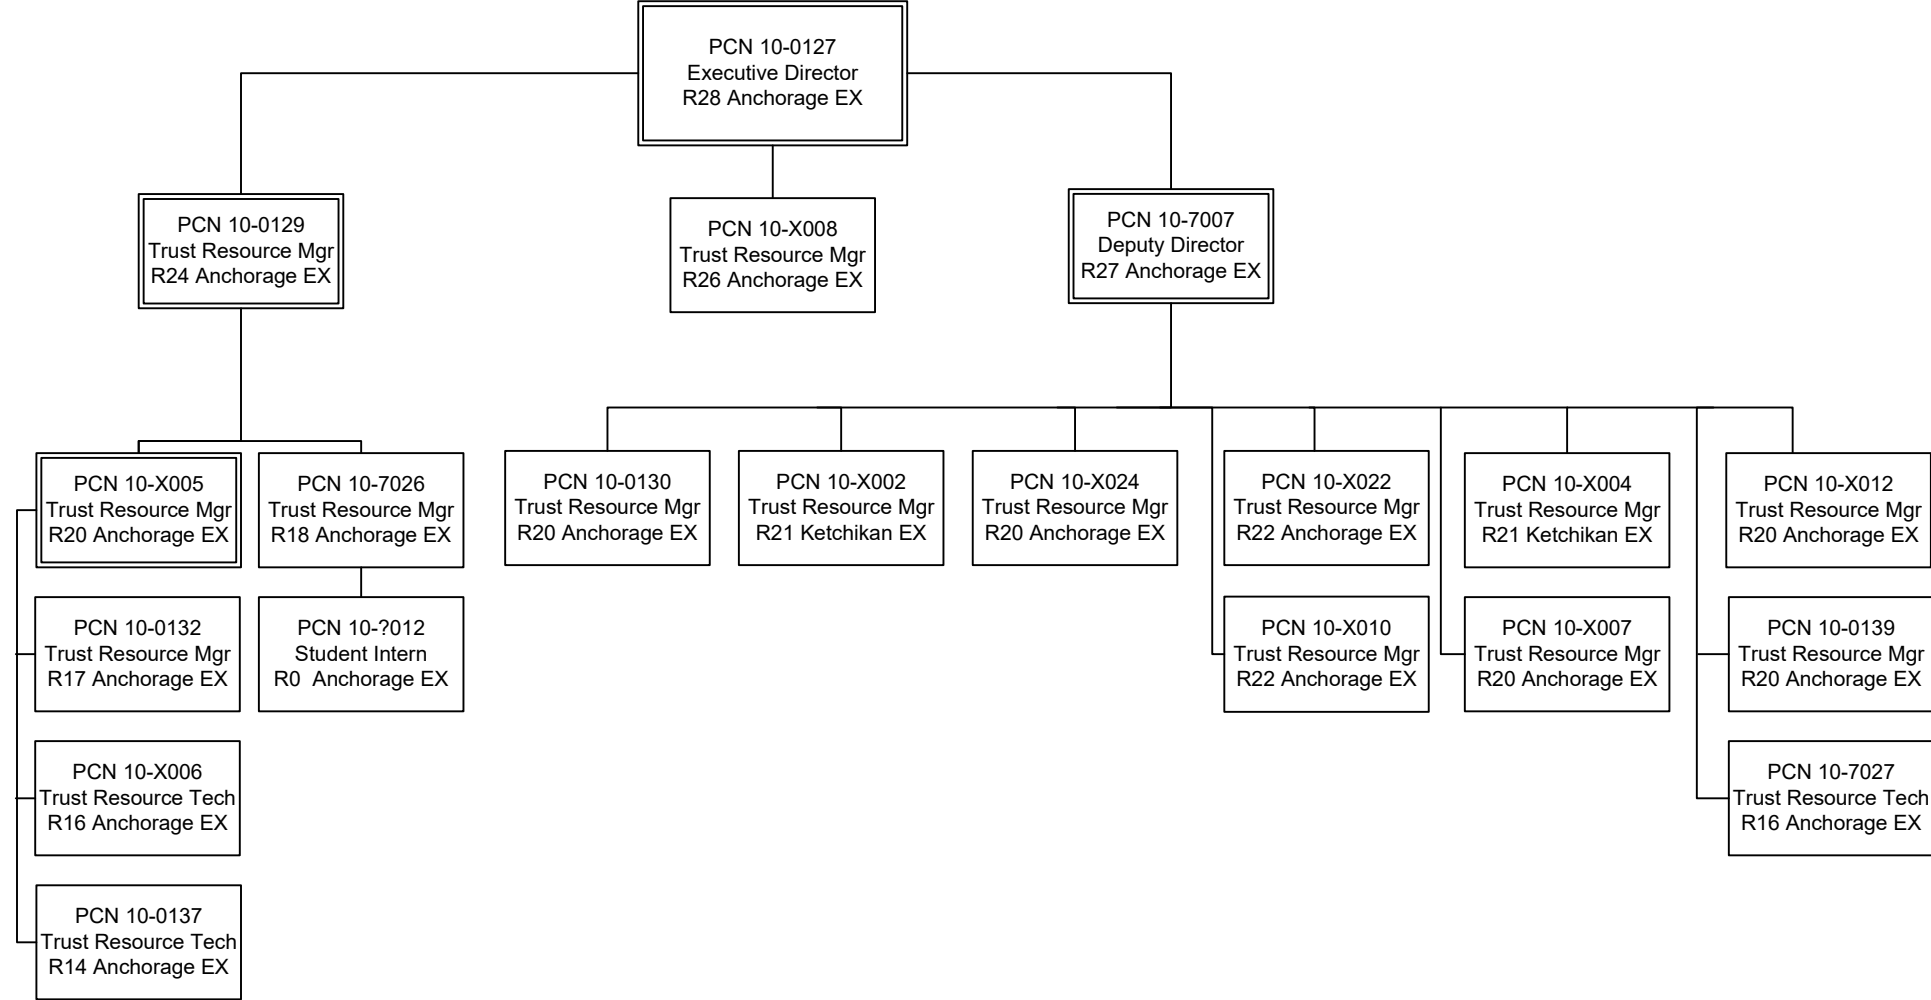 PCN 10-0127
Executive Director
R28 Anchorage EX
PCN 10-0129
Trust Resource Mgr
R24 Anchorage EX
PCN 10-X008
Trust Resource Mgr
R26 Anchorage EX
PCN 10-7007
Deputy Director
R27 Anchorage EX
PCN 10-X005
Trust Resource Mgr
R20 Anchorage EX
PCN 10-7026
Trust Resource Mgr
R18 Anchorage EX
PCN 10-0130
Trust Resource Mgr
R20 Anchorage EX
PCN 10-X002
Trust Resource Mgr
R21 Ketchikan EX
PCN 10-X024
Trust Resource Mgr
R20 Anchorage EX
PCN 10-X022
Trust Resource Mgr
R22 Anchorage EX
PCN 10-X004
Trust Resource Mgr
R21 Ketchikan EX
PCN 10-X012
Trust Resource Mgr
R20 Anchorage EX
PCN 10-0132
Trust Resource Mgr
R17 Anchorage EX
PCN 10-?012
Student Intern
R0 Anchorage EX
PCN 10-X010
Trust Resource Mgr
R22 Anchorage EX
PCN 10-X007
Trust Resource Mgr
R20 Anchorage EX
PCN 10-0139
Trust Resource Mgr
R20 Anchorage EX
PCN 10-X006
Trust Resource Tech
R16 Anchorage EX
PCN 10-7027
Trust Resource Tech
R16 Anchorage EX
PCN 10-0137
Trust Resource Tech
R14 Anchorage EX